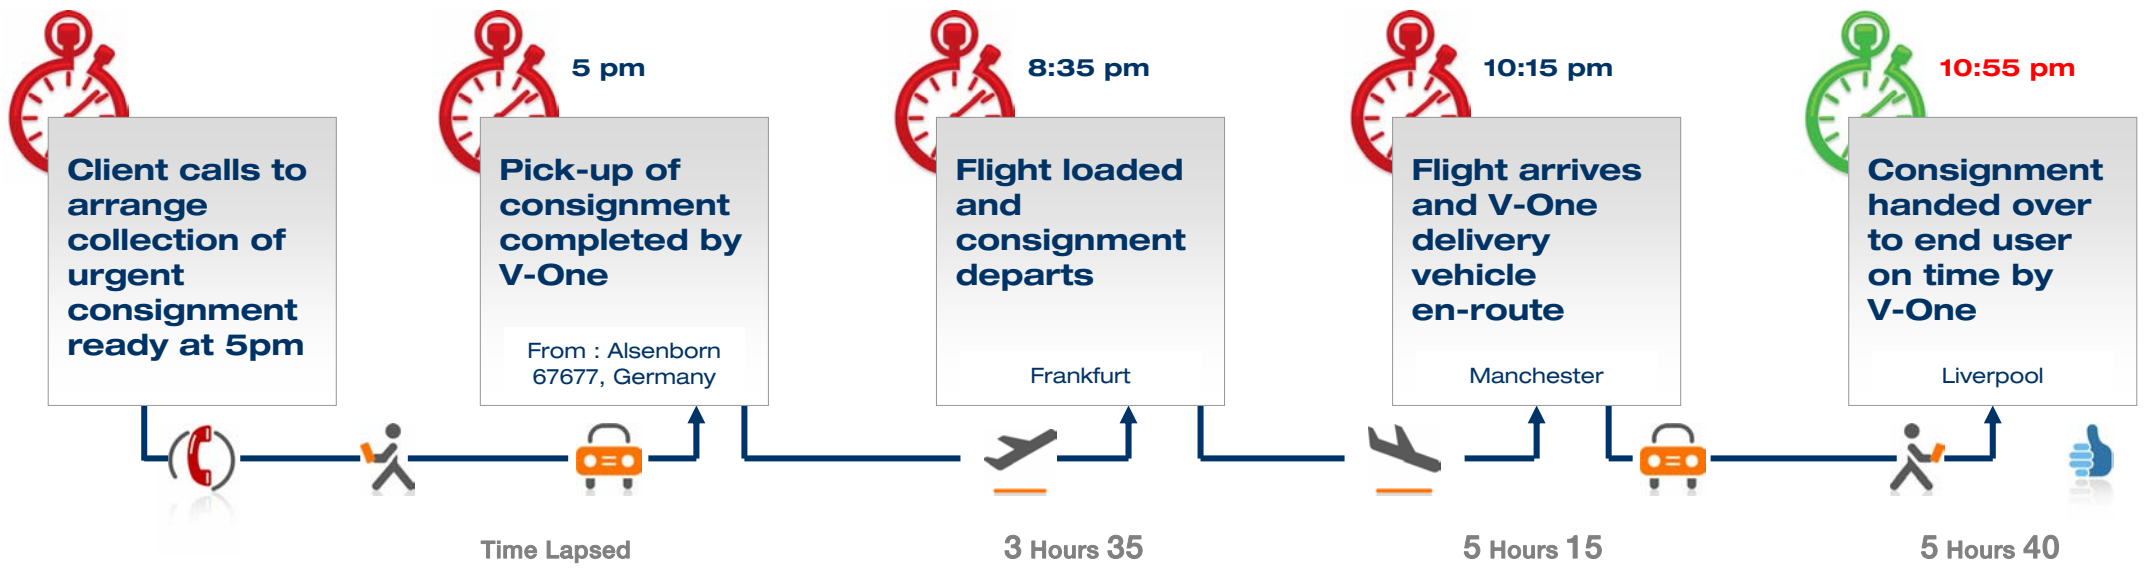 5 pm
8:35 pm
10:15 pm
10:55 pm
Client calls to
arrange
collection of
urgent
consignment
ready at 5pm
Pick-up of
consignment
completed by
V-One
From : Alsenborn
67677, Germany
Flight loaded
and
consignment
departs
Frankfurt
Flight arrives
and V-One
delivery
vehicle
en-route
Manchester
Consignment
handed over
to end user
on time by
V-One
Liverpool
Time Lapsed
3 Hours 35
5 Hours 15
5 Hours 40